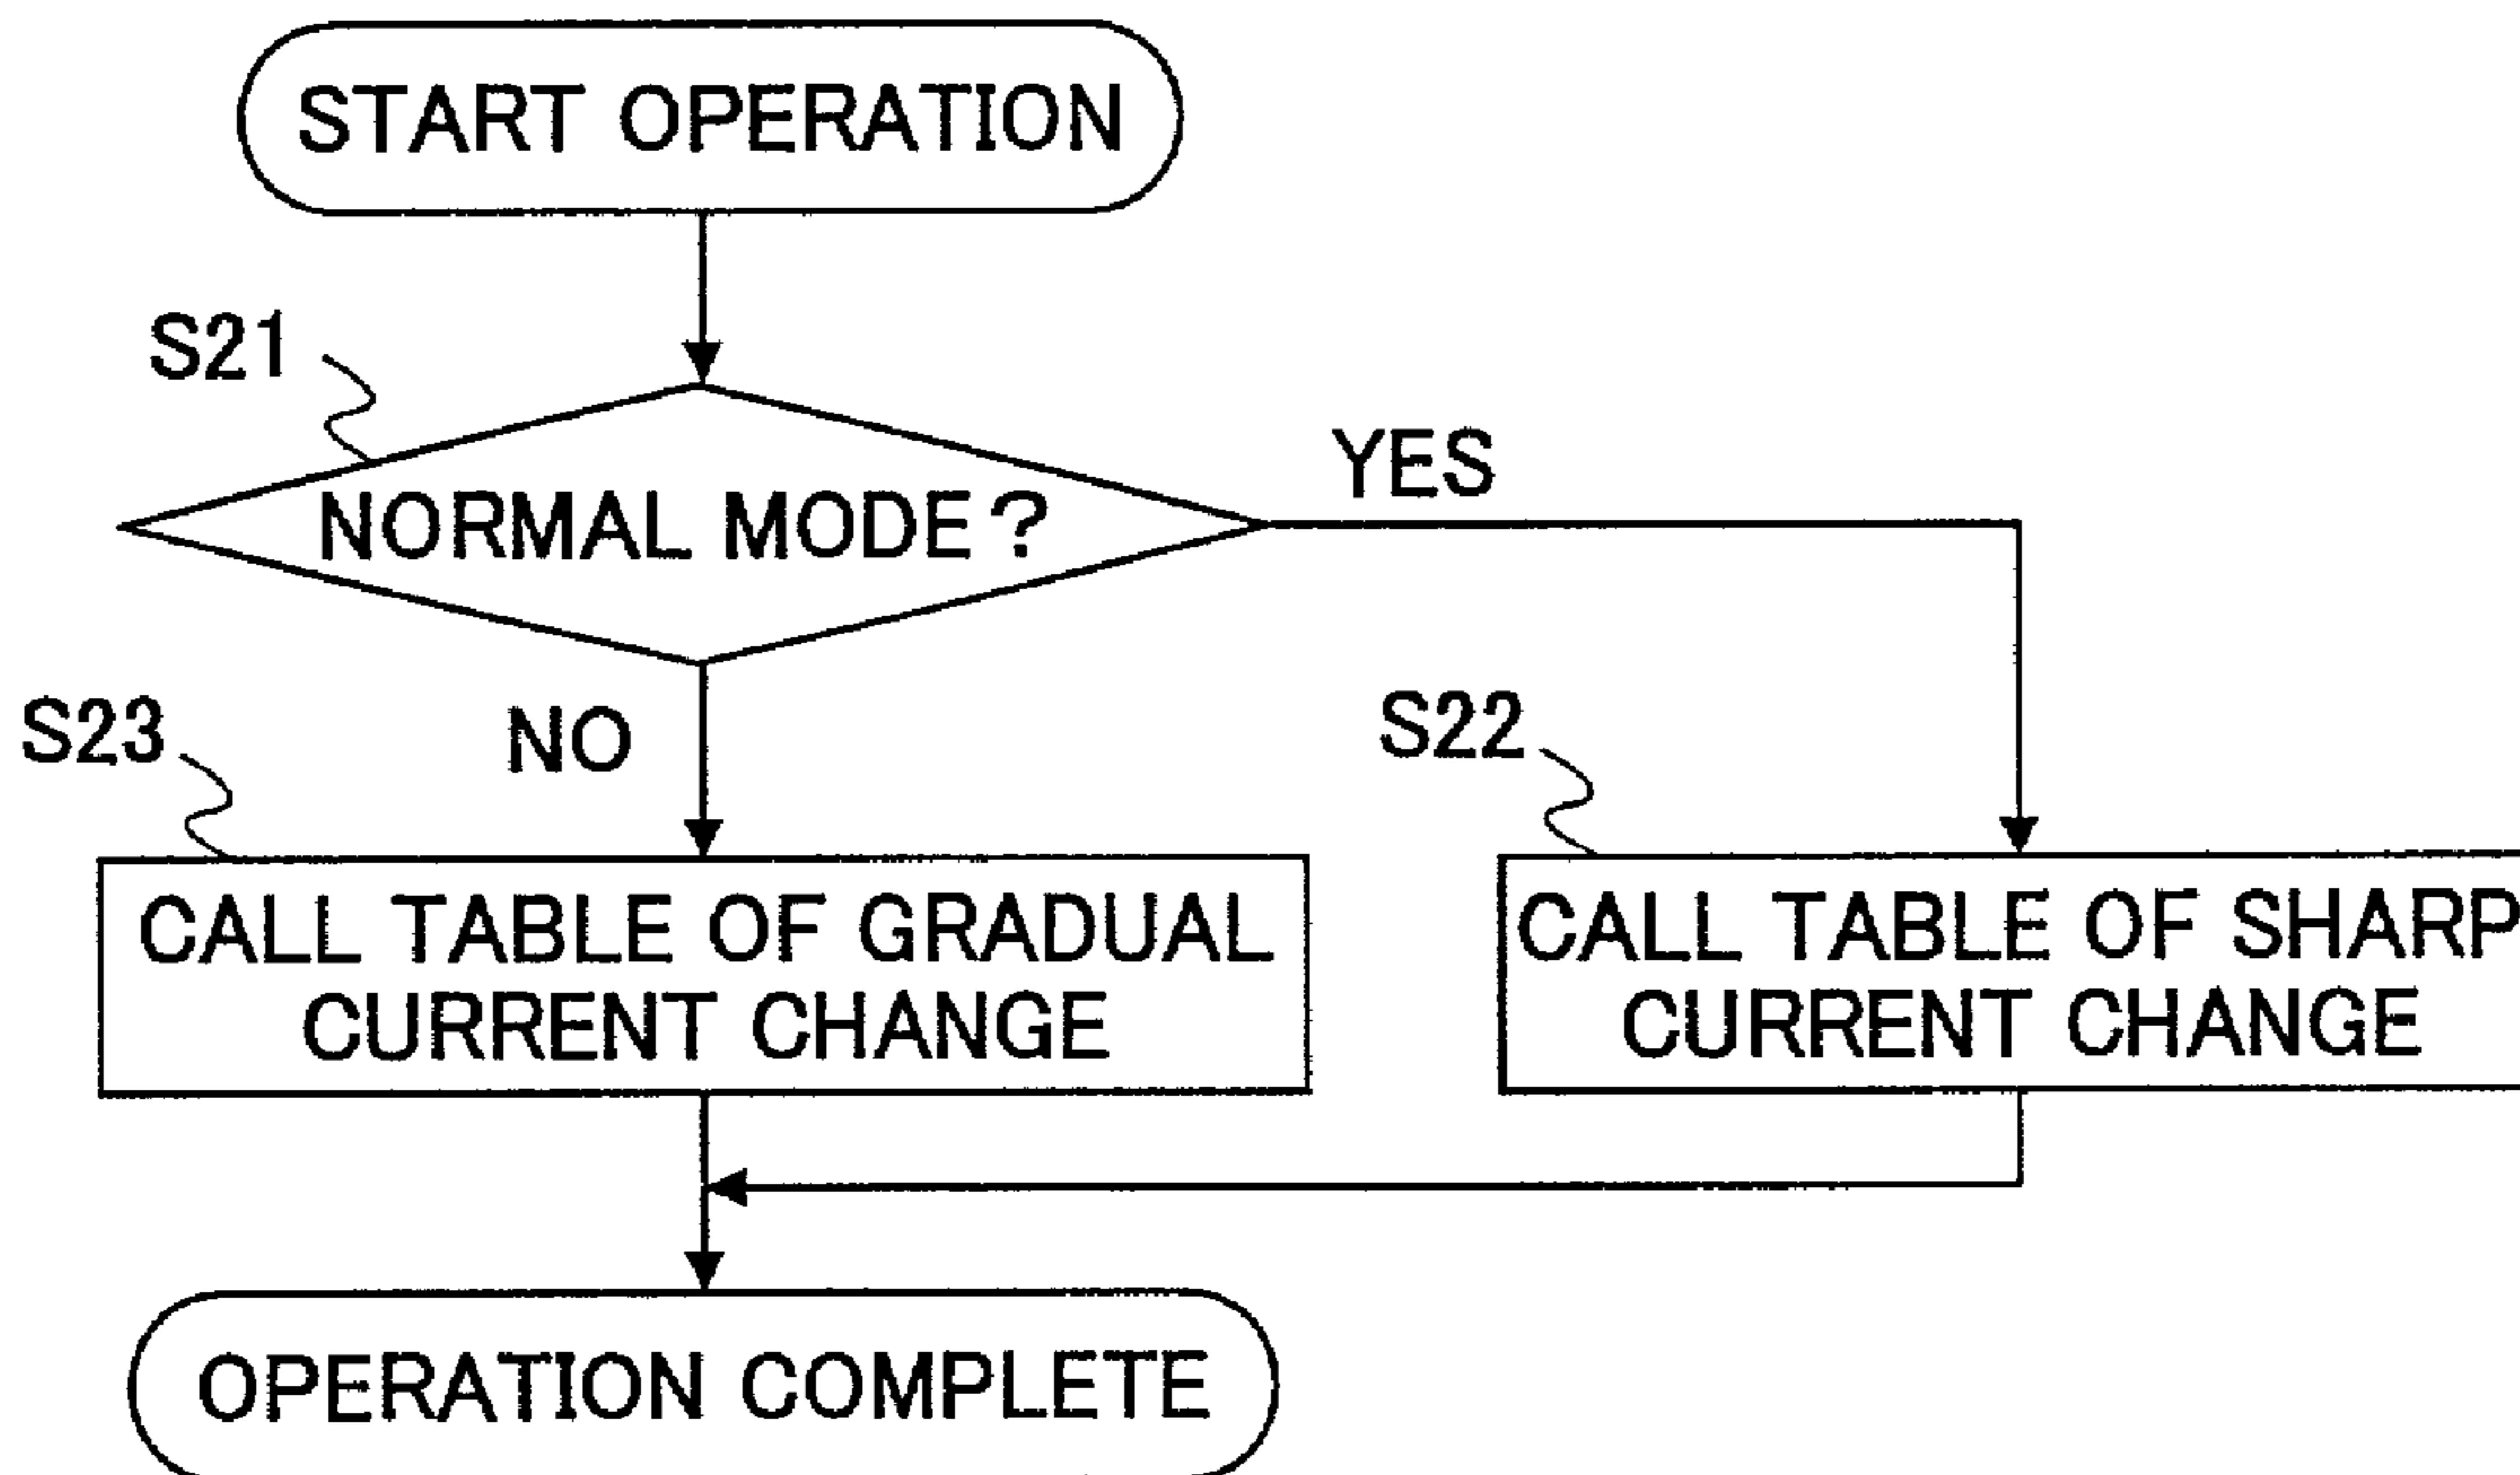 START OPERATION
S21
NORMAL MODE?
YES
NO
S23
CALL TABLE OF GRADUAL
CURRENT CHANGE
S22
CALL TABLE OF SHARP
CURRENT CHANGE
OPERATION COMPLETE